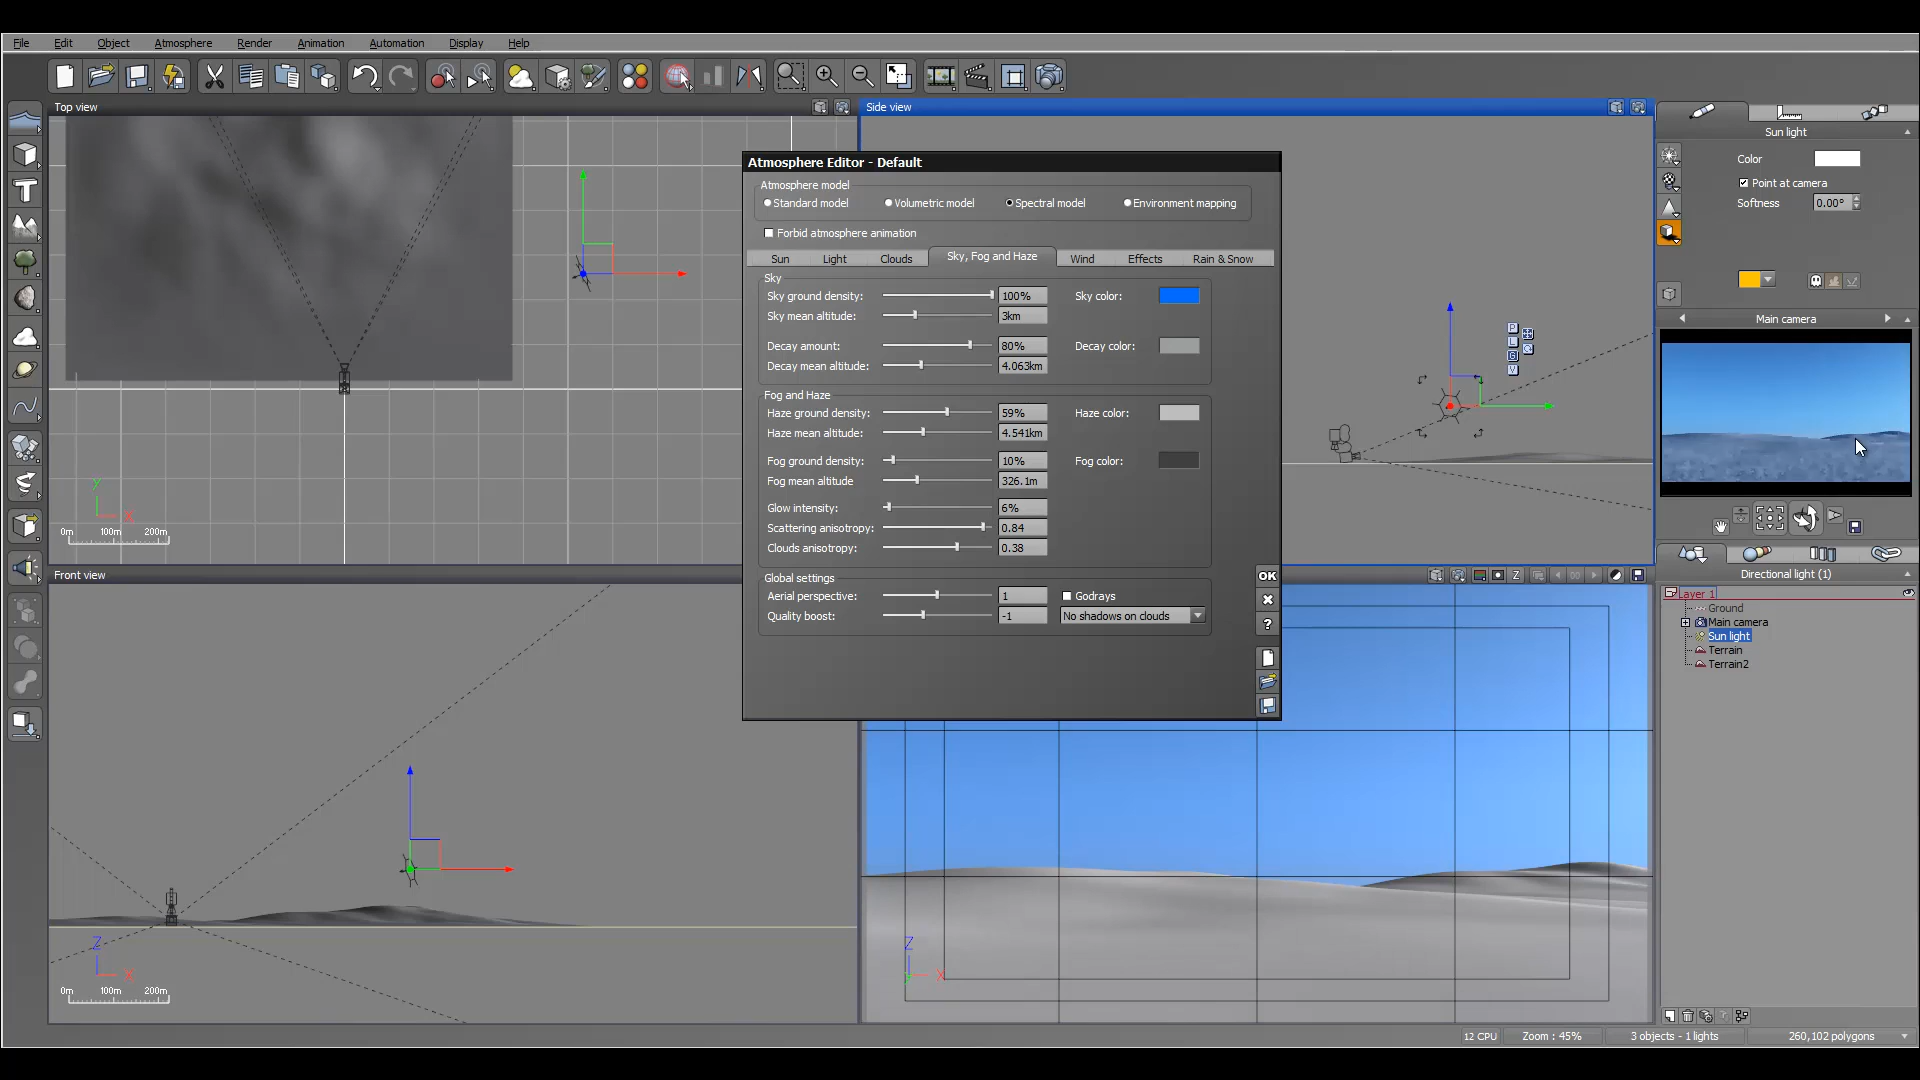 File Edit Object Atmosphere Render Animation Automation Display Help
Top view
Side view
Sun light
Color
Point at camera
Softness 0.00°
Main camera
Atmosphere Editor - Default
Atmosphere model
Standard model Volumetric model Spectral model Environment mapping
Forbid atmosphere animation
Sun Light Clouds Sky, Fog and Haze Wind Effects Rain & Snow
Sky
Sky ground density: 100% Sky color:
Sky mean altitude: 3km
Decay amount: 80% Decay color:
Decay mean altitude: 4.063km
Fog and Haze
Haze ground density: 59% Haze color:
Haze mean altitude: 4.541km
Fog ground density: 10% Fog color:
Fog mean altitude 326.1m
Glow intensity: 6%
Scattering anisotropy: 0.84
Clouds anisotropy: 0.38
Global settings
Aerial perspective: 1 Godrays
Quality boost: -1 No shadows on clouds
OK
?
P
L
G
V
y
X
0m 100m 200m
Front view
Z
X
0m 100m 200m
Z
Z
y
X
Directional light (1)
Layer 1
Ground
Main camera
Sun light
Terrain
Terrain2
12 CPU Zoom : 45% 3 objects - 1 lights 260,102 polygons